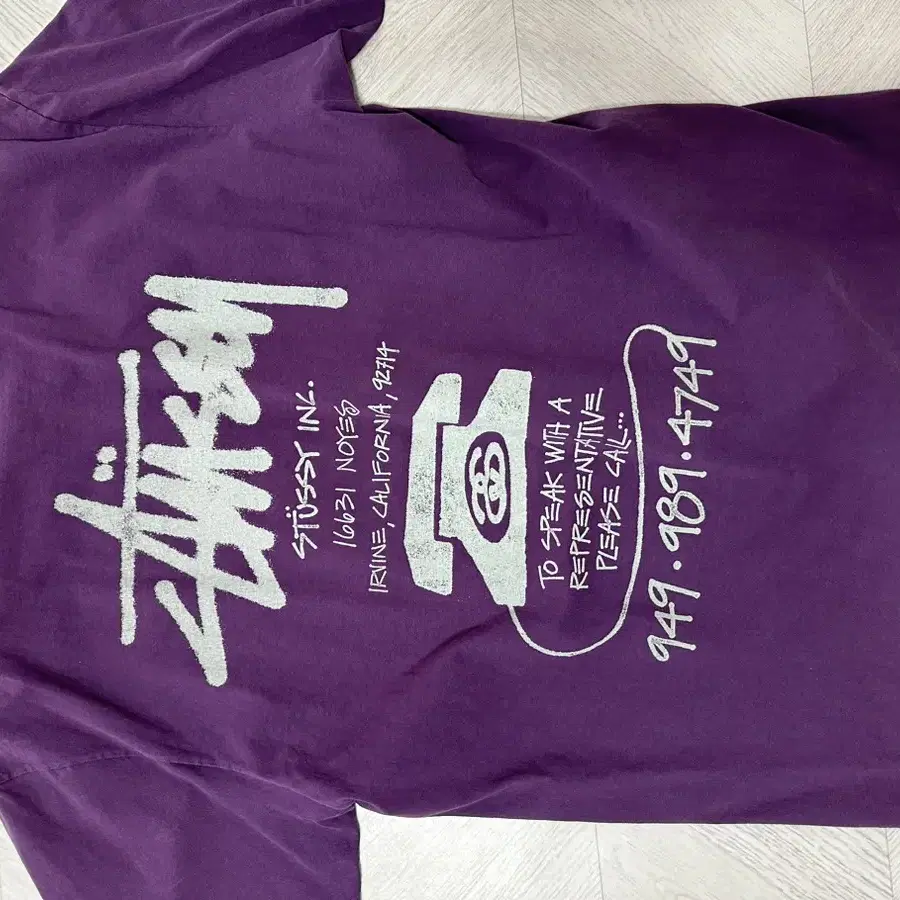 Stüssy
STÜSSY INC.
16631 NOYES
IRVINE, CALIFORNIA, 92714
TO SPEAK WITH A
REPRESENTATIVE
PLEASE CALL...
949.989.4749